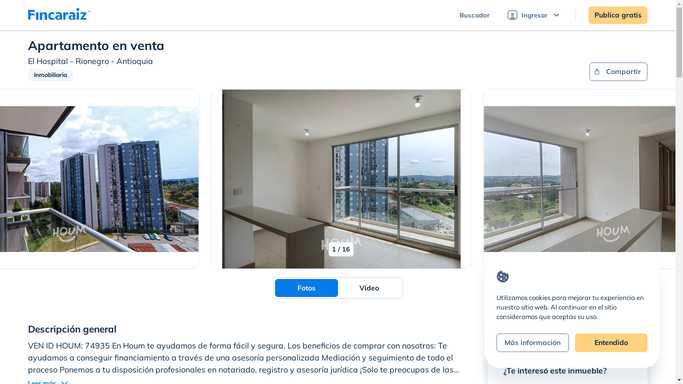 Fincaraiz
Buscador
Ingresar
Publica gratis
Apartamento en venta
El Hospital - Rionegro - Antioquia
Inmobiliaria
Compartir
HOUM
HOUM
HOUM
1 / 16
Fotos
Video
Descripción general
VEN ID HOUM: 74935 En Houm te ayudamos de forma fácil y segura. Los beneficios de comprar con nosotros: Te
ayudamos a conseguir financiamiento a través de una asesoría personalizada Mediación y seguimiento de todo el
proceso Ponemos a tu disposición profesionales en notariado, registro y asesoría jurídica ¡Solo te preocupas de las...
Leer más
Utilizamos cookies para mejorar tu experiencia en
nuestro sitio web. Al continuar en el sitio
consideramos que aceptas su uso.
Más información
Entendido
¿Te interesó este inmueble?